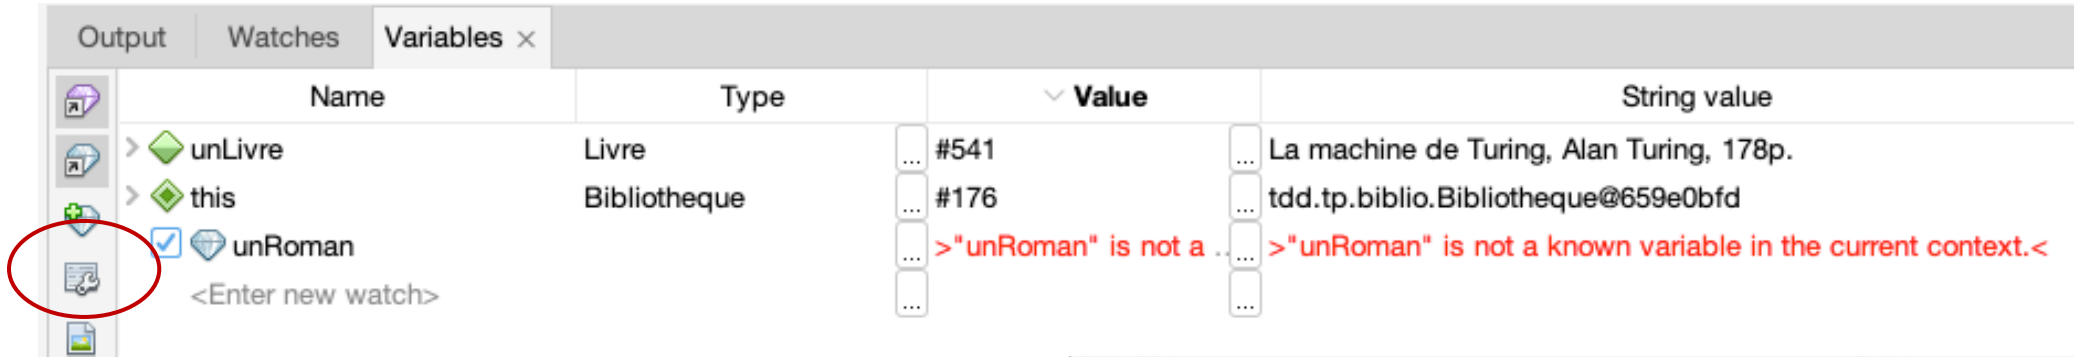 Output Watches Variables ×
Name Type Value String value
unLivre Livre ... #541 ... La machine de Turing, Alan Turing, 178p.
this Bibliotheque ... #176 ... tdd.tp.biblio.Bibliotheque@659e0bfd
unRoman ... >"unRoman" is not a ... ... >"unRoman" is not a known variable in the current context.<
<Enter new watch> ... ...